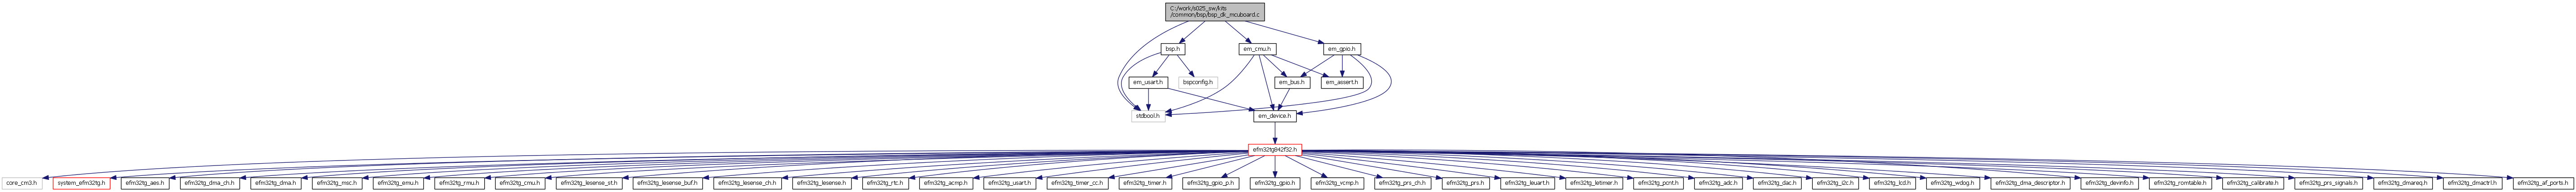 C:/work/s025_sw/kits
/common/bsp/bsp_dk_mcuboard.c
bsp.h
em_cmu.h
em_gpio.h
em_usart.h
bspconfig.h
em_bus.h
em_assert.h
stdbool.h
em_device.h
efm32tg842f32.h
core_cm3.h
system_efm32tg.h
efm32tg_aes.h
efm32tg_dma_ch.h
efm32tg_dma.h
efm32tg_msc.h
efm32tg_emu.h
efm32tg_rmu.h
efm32tg_cmu.h
efm32tg_lesense_st.h
efm32tg_lesense_buf.h
efm32tg_lesense_ch.h
efm32tg_lesense.h
efm32tg_rtc.h
efm32tg_acmp.h
efm32tg_usart.h
efm32tg_timer_cc.h
efm32tg_timer.h
efm32tg_gpio_p.h
efm32tg_gpio.h
efm32tg_vcmp.h
efm32tg_prs_ch.h
efm32tg_prs.h
efm32tg_leuart.h
efm32tg_letimer.h
efm32tg_pcnt.h
efm32tg_adc.h
efm32tg_dac.h
efm32tg_i2c.h
efm32tg_lcd.h
efm32tg_wdog.h
efm32tg_dma_descriptor.h
efm32tg_devinfo.h
efm32tg_romtable.h
efm32tg_calibrate.h
efm32tg_prs_signals.h
efm32tg_dmareq.h
efm32tg_dmactrl.h
efm32tg_af_ports.h